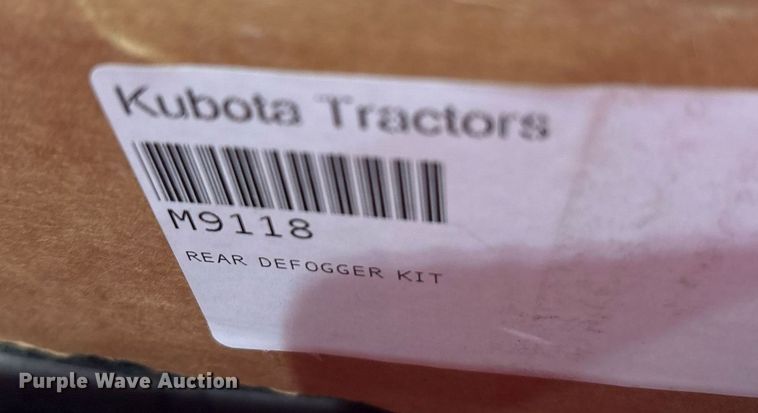 Kubota Tractors
M9118
REAR DEFOGGER KIT
Purple Wave Auction